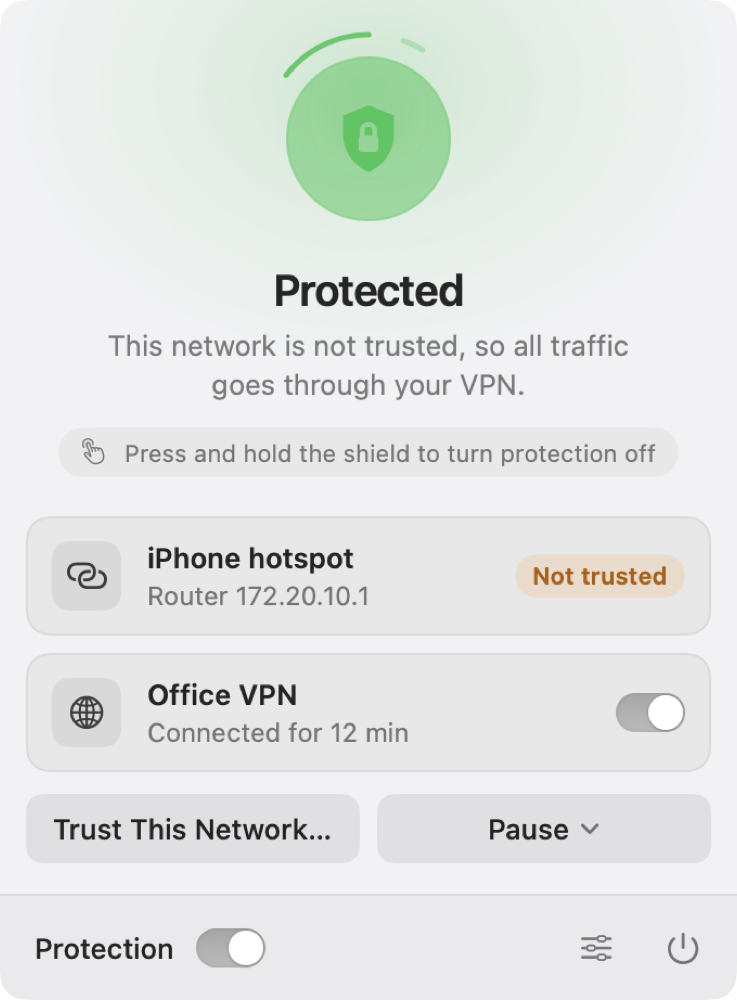 Protected
This network is not trusted, so all traffic
goes through your VPN.
Press and hold the shield to turn protection off
iPhone hotspot
Router 172.20.10.1
Not trusted
Office VPN
Connected for 12 min
Trust This Network...
Pause
Protection